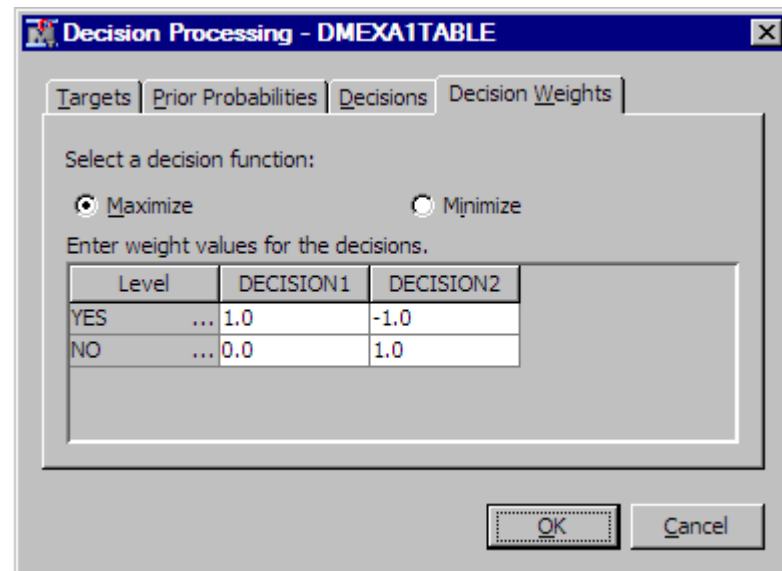 Decision Processing - DMEXA1TABLE
Targets Prior Probabilities Decisions Decision Weights
Select a decision function:
Maximize Minimize
Enter weight values for the decisions.
Level DECISION1 DECISION2
YES ... 1.0 -1.0
NO ... 0.0 1.0
OK Cancel